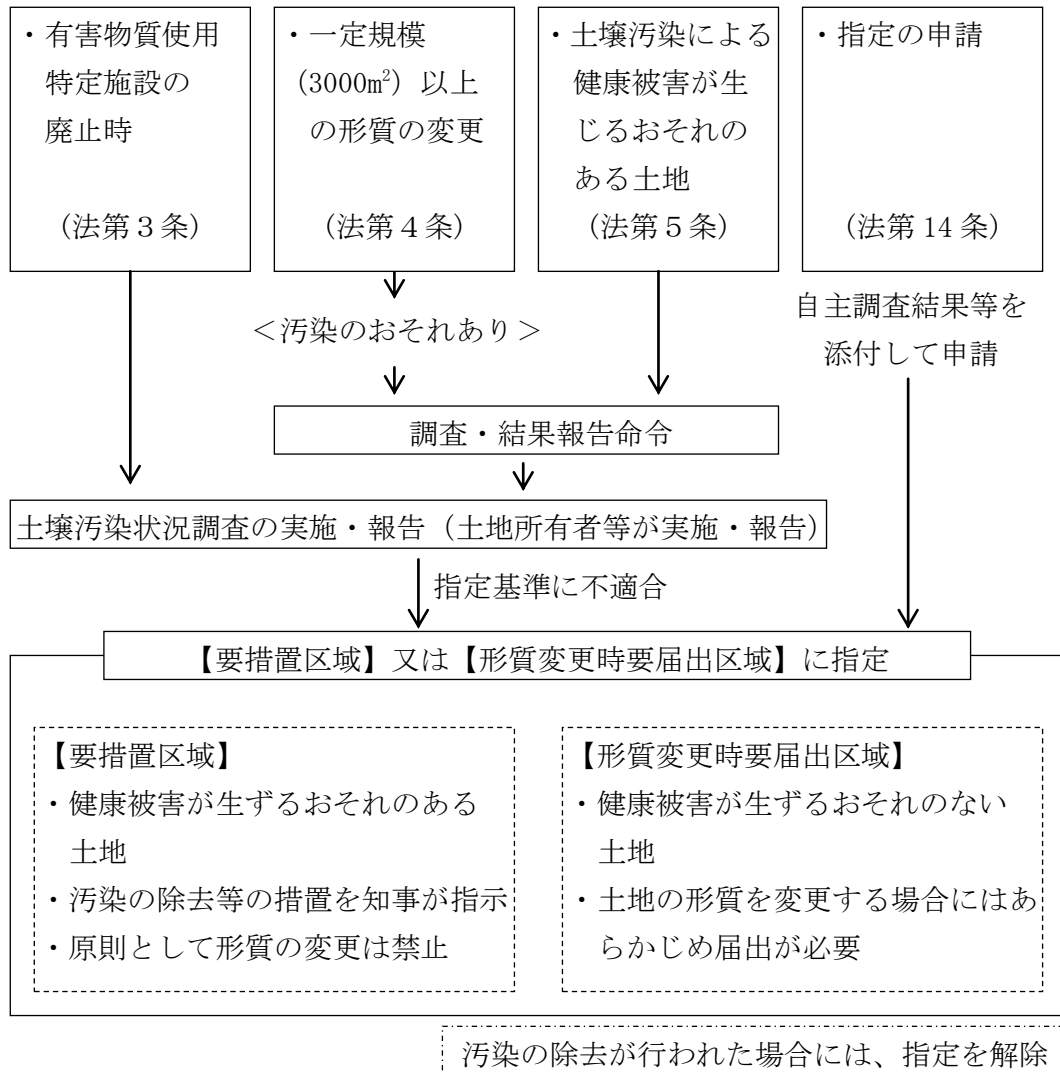 ・有害物質使用
特定施設の
廃止時
(法第３条)
・一定規模
(3000m²) 以上
の形質の変更
(法第４条)
・土壌汚染による
健康被害が生
じるおそれの
ある土地
(法第５条)
・指定の申請
(法第 14 条)
＜汚染のおそれあり＞
自主調査結果等を
添付して申請
調査・結果報告命令
土壌汚染状況調査の実施・報告（土地所有者等が実施・報告）
指定基準に不適合
【要措置区域】又は【形質変更時要届出区域】に指定
【要措置区域】
・健康被害が生ずるおそれのある
土地
・汚染の除去等の措置を知事が指示
・原則として形質の変更は禁止
【形質変更時要届出区域】
・健康被害が生ずるおそれのない
土地
・土地の形質を変更する場合にはあ
らかじめ届出が必要
汚染の除去が行われた場合には、指定を解除